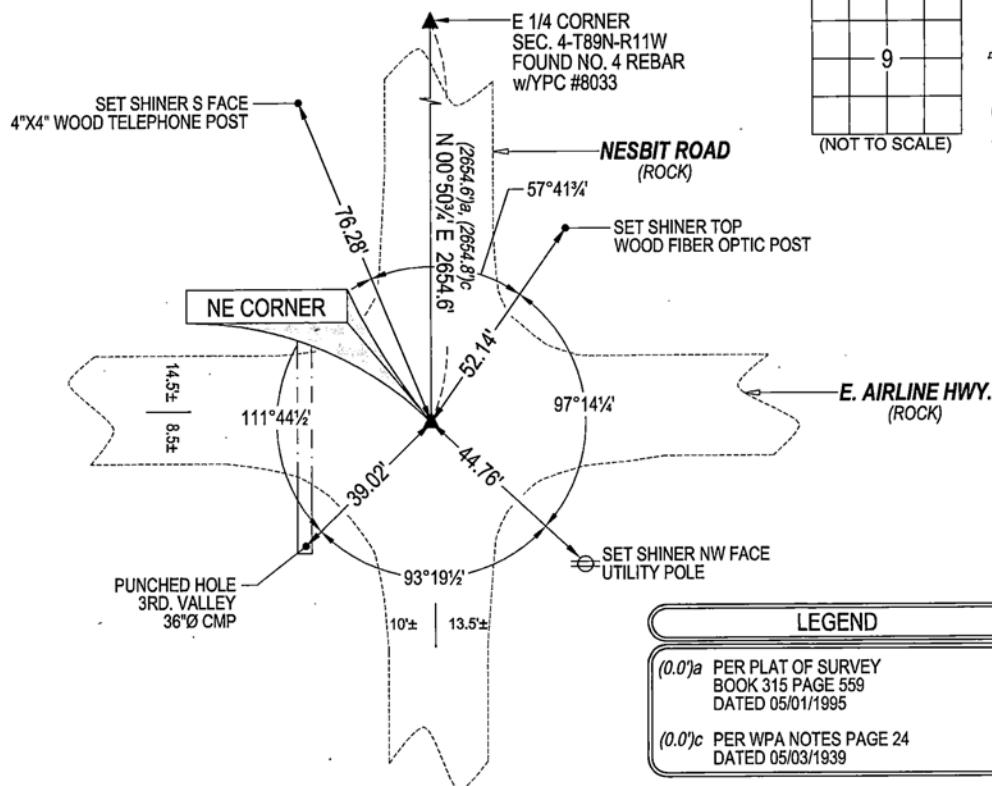 E 1/4 CORNER
SEC. 4-T89N-R11W
FOUND NO. 4 REBAR
w/YPC #8033
9
(NOT TO SCALE)
SET SHINER S FACE
4"X4" WOOD TELEPHONE POST
NESBIT ROAD
(ROCK)
57°41¾'
SET SHINER TOP
WOOD FIBER OPTIC POST
76.28'
(2654.6')a, (2654.8')c
N 00°50¾' E 2654.6'
52.14'
NE CORNER
14.5'±
8.5±
111°44½'
97°14¼'
E. AIRLINE HWY.
(ROCK)
39.02'
44.76'
SET SHINER NW FACE
UTILITY POLE
PUNCHED HOLE
3RD. VALLEY
36"Ø CMP
93°19½'
10'±
13.5'±
LEGEND
(0.0')a PER PLAT OF SURVEY
BOOK 315 PAGE 559
DATED 05/01/1995
(0.0')c PER WPA NOTES PAGE 24
DATED 05/03/1939